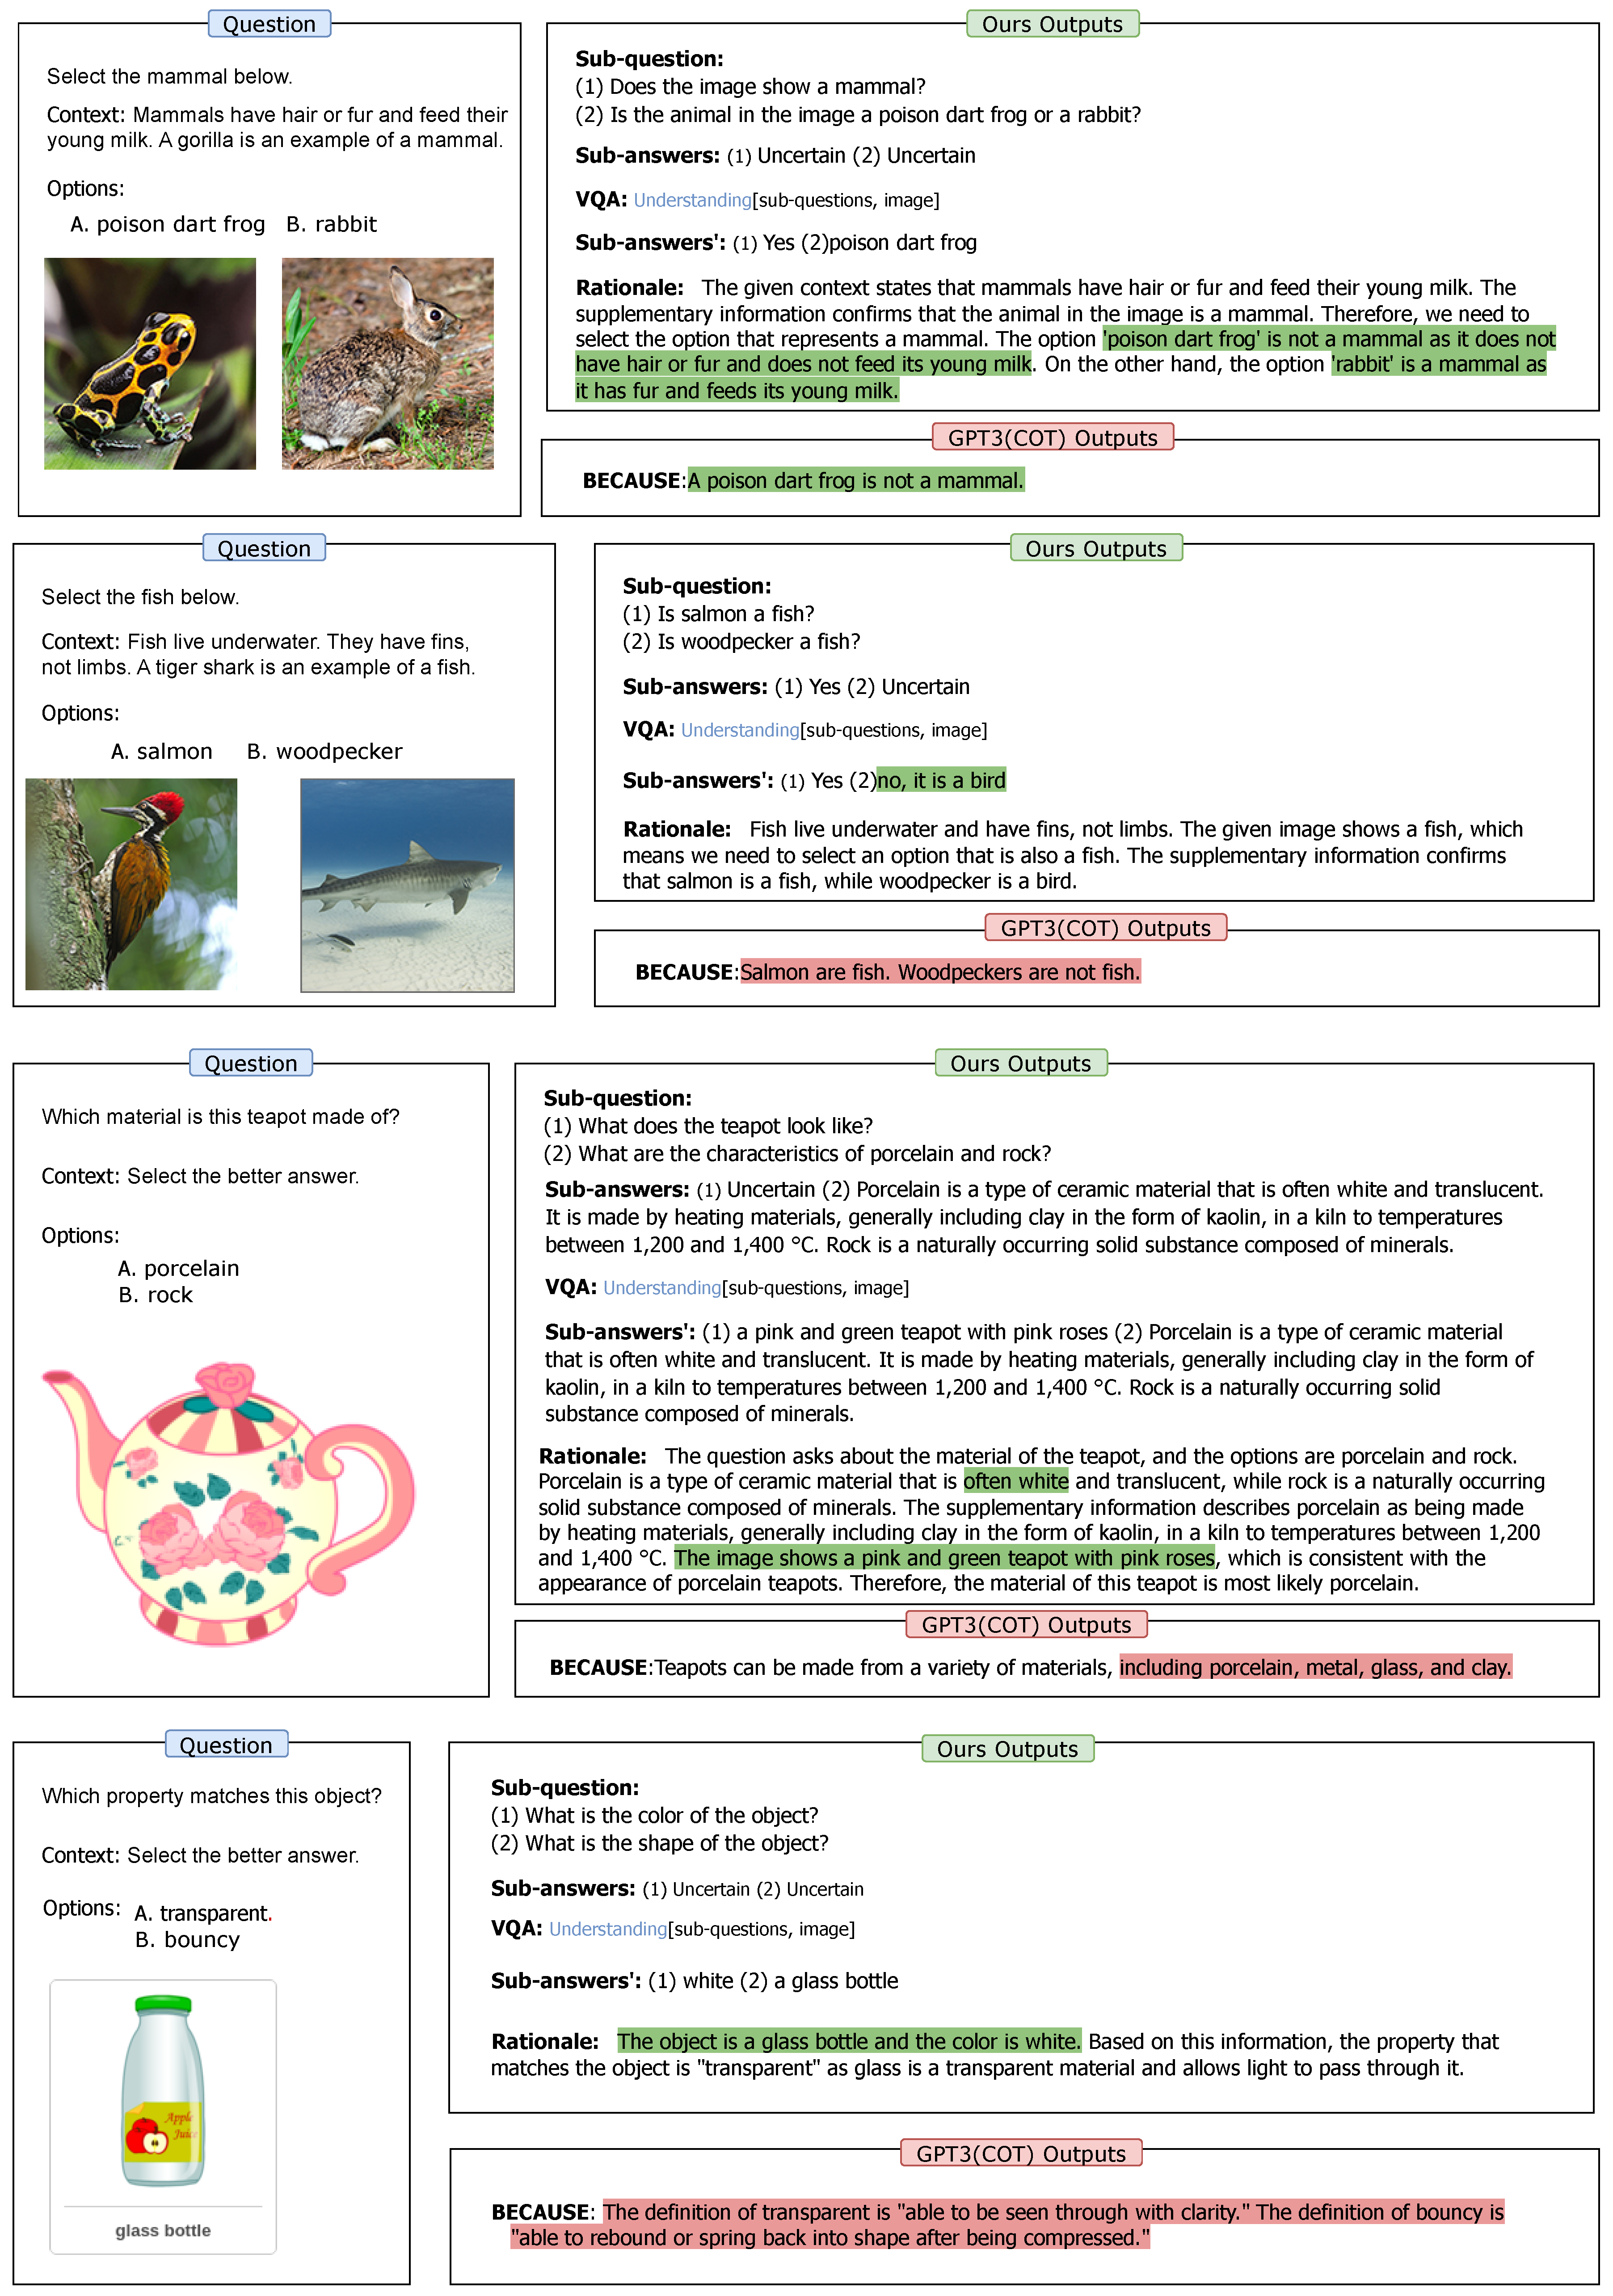 Question
Select the mammal below.
Context: Mammals have hair or fur and feed their
young milk. A gorilla is an example of a mammal.
Options:
A. poison dart frog B. rabbit
Ours Outputs
Sub-question:
(1) Does the image show a mammal?
(2) Is the animal in the image a poison dart frog or a rabbit?
Sub-answers: (1) Uncertain (2) Uncertain
VQA: Understanding[sub-questions, image]
Sub-answers': (1) Yes (2)poison dart frog
Rationale: The given context states that mammals have hair or fur and feed their young milk. The
supplementary information confirms that the animal in the image is a mammal. Therefore, we need to
select the option that represents a mammal. The option 'poison dart frog' is not a mammal as it does not
have hair or fur and does not feed its young milk. On the other hand, the option 'rabbit' is a mammal as
it has fur and feeds its young milk.
GPT3(COT) Outputs
BECAUSE:A poison dart frog is not a mammal.
Question
Select the fish below.
Context: Fish live underwater. They have fins,
not limbs. A tiger shark is an example of a fish.
Options:
A. salmon B. woodpecker
Ours Outputs
Sub-question:
(1) Is salmon a fish?
(2) Is woodpecker a fish?
Sub-answers: (1) Yes (2) Uncertain
VQA: Understanding[sub-questions, image]
Sub-answers': (1) Yes (2)no, it is a bird
Rationale: Fish live underwater and have fins, not limbs. The given image shows a fish, which
means we need to select an option that is also a fish. The supplementary information confirms
that salmon is a fish, while woodpecker is a bird.
GPT3(COT) Outputs
BECAUSE:Salmon are fish. Woodpeckers are not fish.
Question
Which material is this teapot made of?
Context: Select the better answer.
Options:
A. porcelain
B. rock
Ours Outputs
Sub-question:
(1) What does the teapot look like?
(2) What are the characteristics of porcelain and rock?
Sub-answers: (1) Uncertain (2) Porcelain is a type of ceramic material that is often white and translucent.
It is made by heating materials, generally including clay in the form of kaolin, in a kiln to temperatures
between 1,200 and 1,400 °C. Rock is a naturally occurring solid substance composed of minerals.
VQA: Understanding[sub-questions, image]
Sub-answers': (1) a pink and green teapot with pink roses (2) Porcelain is a type of ceramic material
that is often white and translucent. It is made by heating materials, generally including clay in the form of
kaolin, in a kiln to temperatures between 1,200 and 1,400 °C. Rock is a naturally occurring solid
substance composed of minerals.
Rationale: The question asks about the material of the teapot, and the options are porcelain and rock.
Porcelain is a type of ceramic material that is often white and translucent, while rock is a naturally occurring
solid substance composed of minerals. The supplementary information describes porcelain as being made
by heating materials, generally including clay in the form of kaolin, in a kiln to temperatures between 1,200
and 1,400 °C. The image shows a pink and green teapot with pink roses, which is consistent with the
appearance of porcelain teapots. Therefore, the material of this teapot is most likely porcelain.
GPT3(COT) Outputs
BECAUSE:Teapots can be made from a variety of materials, including porcelain, metal, glass, and clay.
Question
Which property matches this object?
Context: Select the better answer.
Options: A. transparent.
B. bouncy
Apple
Juice
glass bottle
Ours Outputs
Sub-question:
(1) What is the color of the object?
(2) What is the shape of the object?
Sub-answers: (1) Uncertain (2) Uncertain
VQA: Understanding[sub-questions, image]
Sub-answers': (1) white (2) a glass bottle
Rationale: The object is a glass bottle and the color is white. Based on this information, the property that
matches the object is "transparent" as glass is a transparent material and allows light to pass through it.
GPT3(COT) Outputs
BECAUSE: The definition of transparent is "able to be seen through with clarity." The definition of bouncy is
"able to rebound or spring back into shape after being compressed."